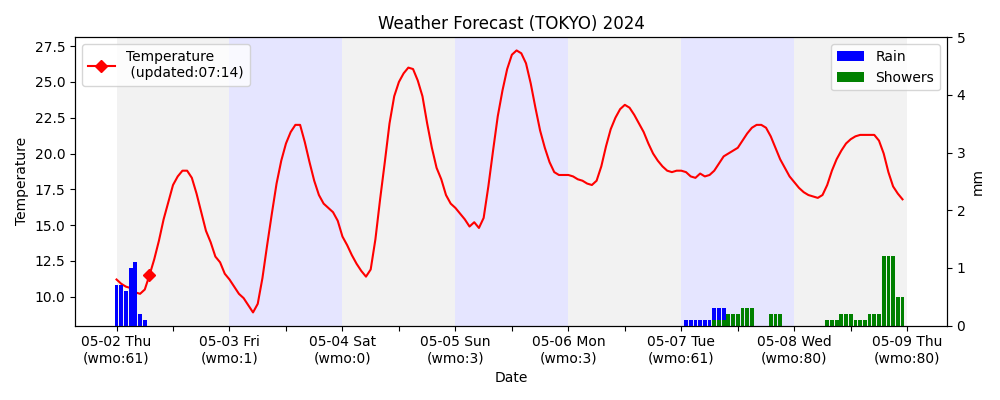 Weather Forecast (TOKYO) 2024
Temperature
(updated:07:14)
Rain
Showers
27.5
25.0
22.5
20.0
17.5
15.0
12.5
10.0
Temperature
5
4
3
2
1
0
mm
05-02 Thu
(wmo:61)
05-03 Fri
(wmo:1)
05-04 Sat
(wmo:0)
05-05 Sun
(wmo:3)
05-06 Mon
(wmo:3)
05-07 Tue
(wmo:61)
05-08 Wed
(wmo:80)
05-09 Thu
(wmo:80)
Date